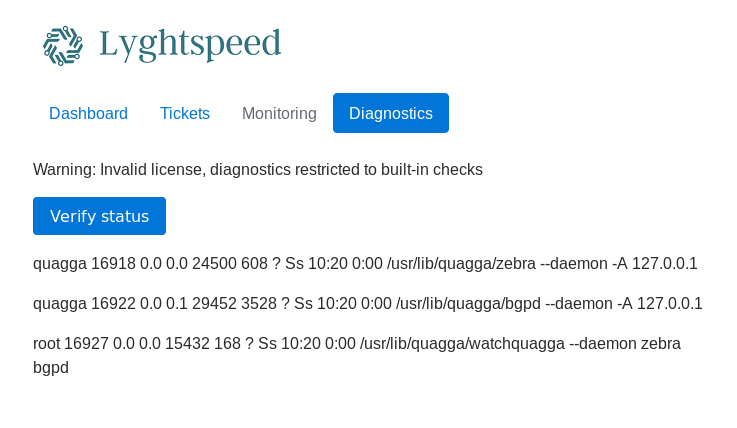 Lyghtspeed
Dashboard Tickets Monitoring Diagnostics
Warning: Invalid license, diagnostics restricted to built-in checks
Verify status
quagga 16918 0.0 0.0 24500 608 ? Ss 10:20 0:00 /usr/lib/quagga/zebra --daemon -A 127.0.0.1
quagga 16922 0.0 0.1 29452 3528 ? Ss 10:20 0:00 /usr/lib/quagga/bgpd --daemon -A 127.0.0.1
root 16927 0.0 0.0 15432 168 ? Ss 10:20 0:00 /usr/lib/quagga/watchquagga --daemon zebra
bgpd